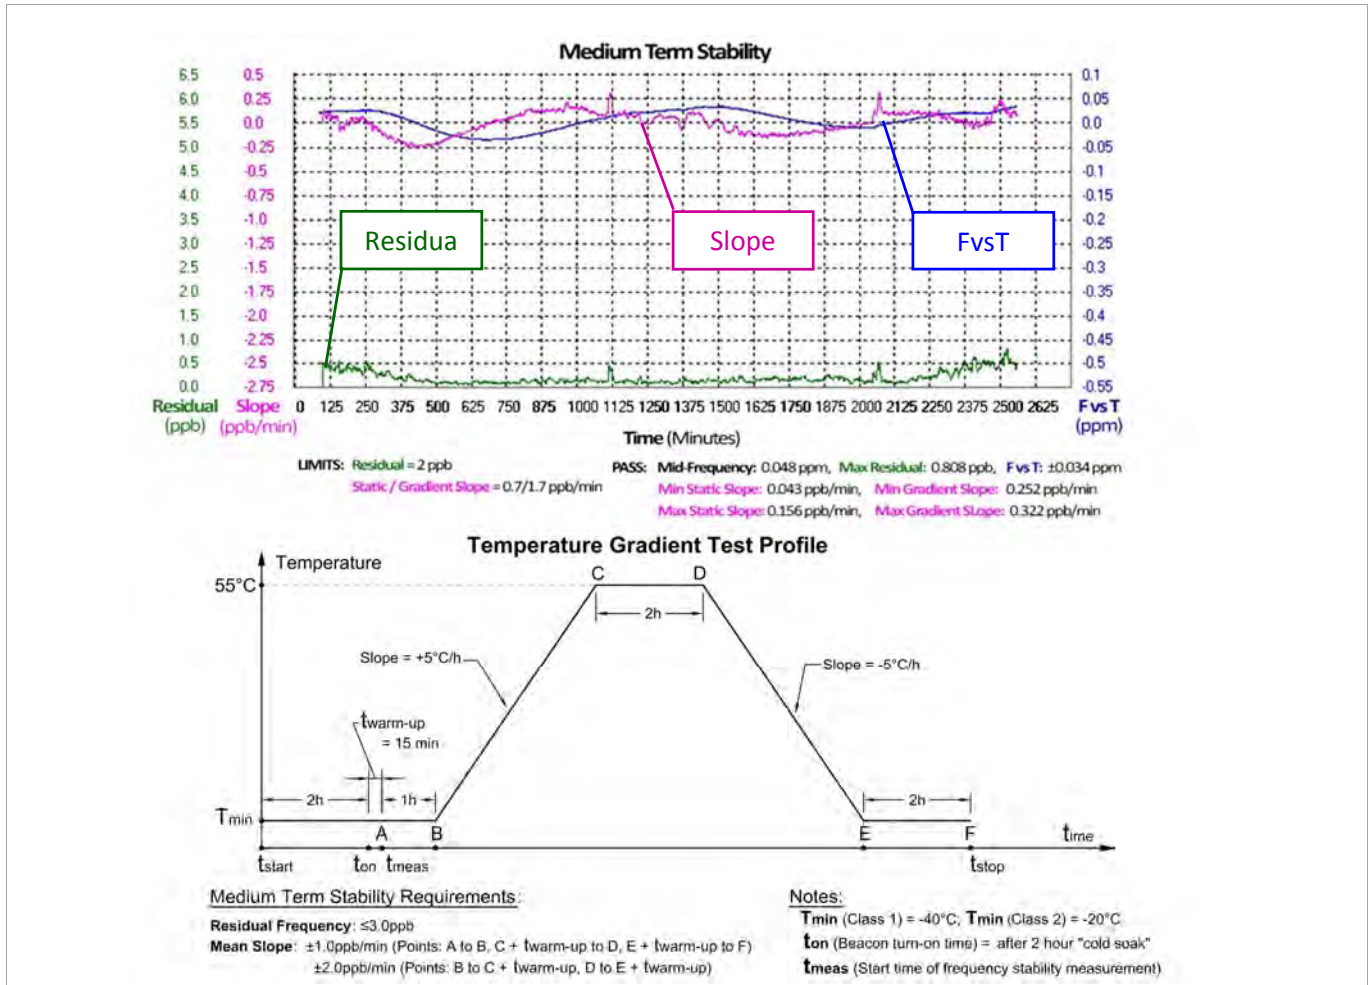 Medium Term Stability
6.5 0.5 0.1
6.0 0.25 0.05
5.5 0.0 0.0
5.0 -0.25 -0.05
4.5 -0.5 -0.1
4.0 -0.75 -0.15
3.5 -1.0 -0.2
3.0 -1.25 -0.25
2.5 -1.5 -0.3
2.0 -1.75 -0.35
1.5 -2.0 -0.4
1.0 -2.25 -0.45
0.5 -2.5 -0.5
0.0 -2.75 -0.55
Residua
Slope
FvsT
Residual Slope 0 125 250 375 500 625 750 875 1000 1125 1250 1375 1500 1625 1750 1875 2000 2125 2250 2375 2500 2625 F vs T
(ppb) (ppb/min) (ppm)
Time (Minutes)
LIMITS: Residual = 2 ppb PASS: Mid-Frequency: 0.048 ppm, Max Residual: 0.808 ppb, F vs T: ±0.034 ppm
Static / Gradient Slope = 0.7/1.7 ppb/min Min Static Slope: 0.043 ppb/min, Min Gradient Slope: 0.252 ppb/min
Max Static Slope: 0.156 ppb/min, Max Gradient SLope: 0.322 ppb/min
Temperature Gradient Test Profile
Temperature
55°C
C D
2h
Slope = +5°C/h
Slope = -5°C/h
twarm-up
= 15 min
2h 1h 2h
Tmin
A B E F
time
tstart ton tmeas tstop
Medium Term Stability Requirements:
Residual Frequency: ≤3.0ppb
Mean Slope: ±1.0ppb/min (Points: A to B, C + twarm-up to D, E + twarm-up to F)
±2.0ppb/min (Points: B to C + twarm-up, D to E + twarm-up)
Notes:
Tmin (Class 1) = -40°C; Tmin (Class 2) = -20°C
ton (Beacon turn-on time) = after 2 hour "cold soak"
tmeas (Start time of frequency stability measurement)